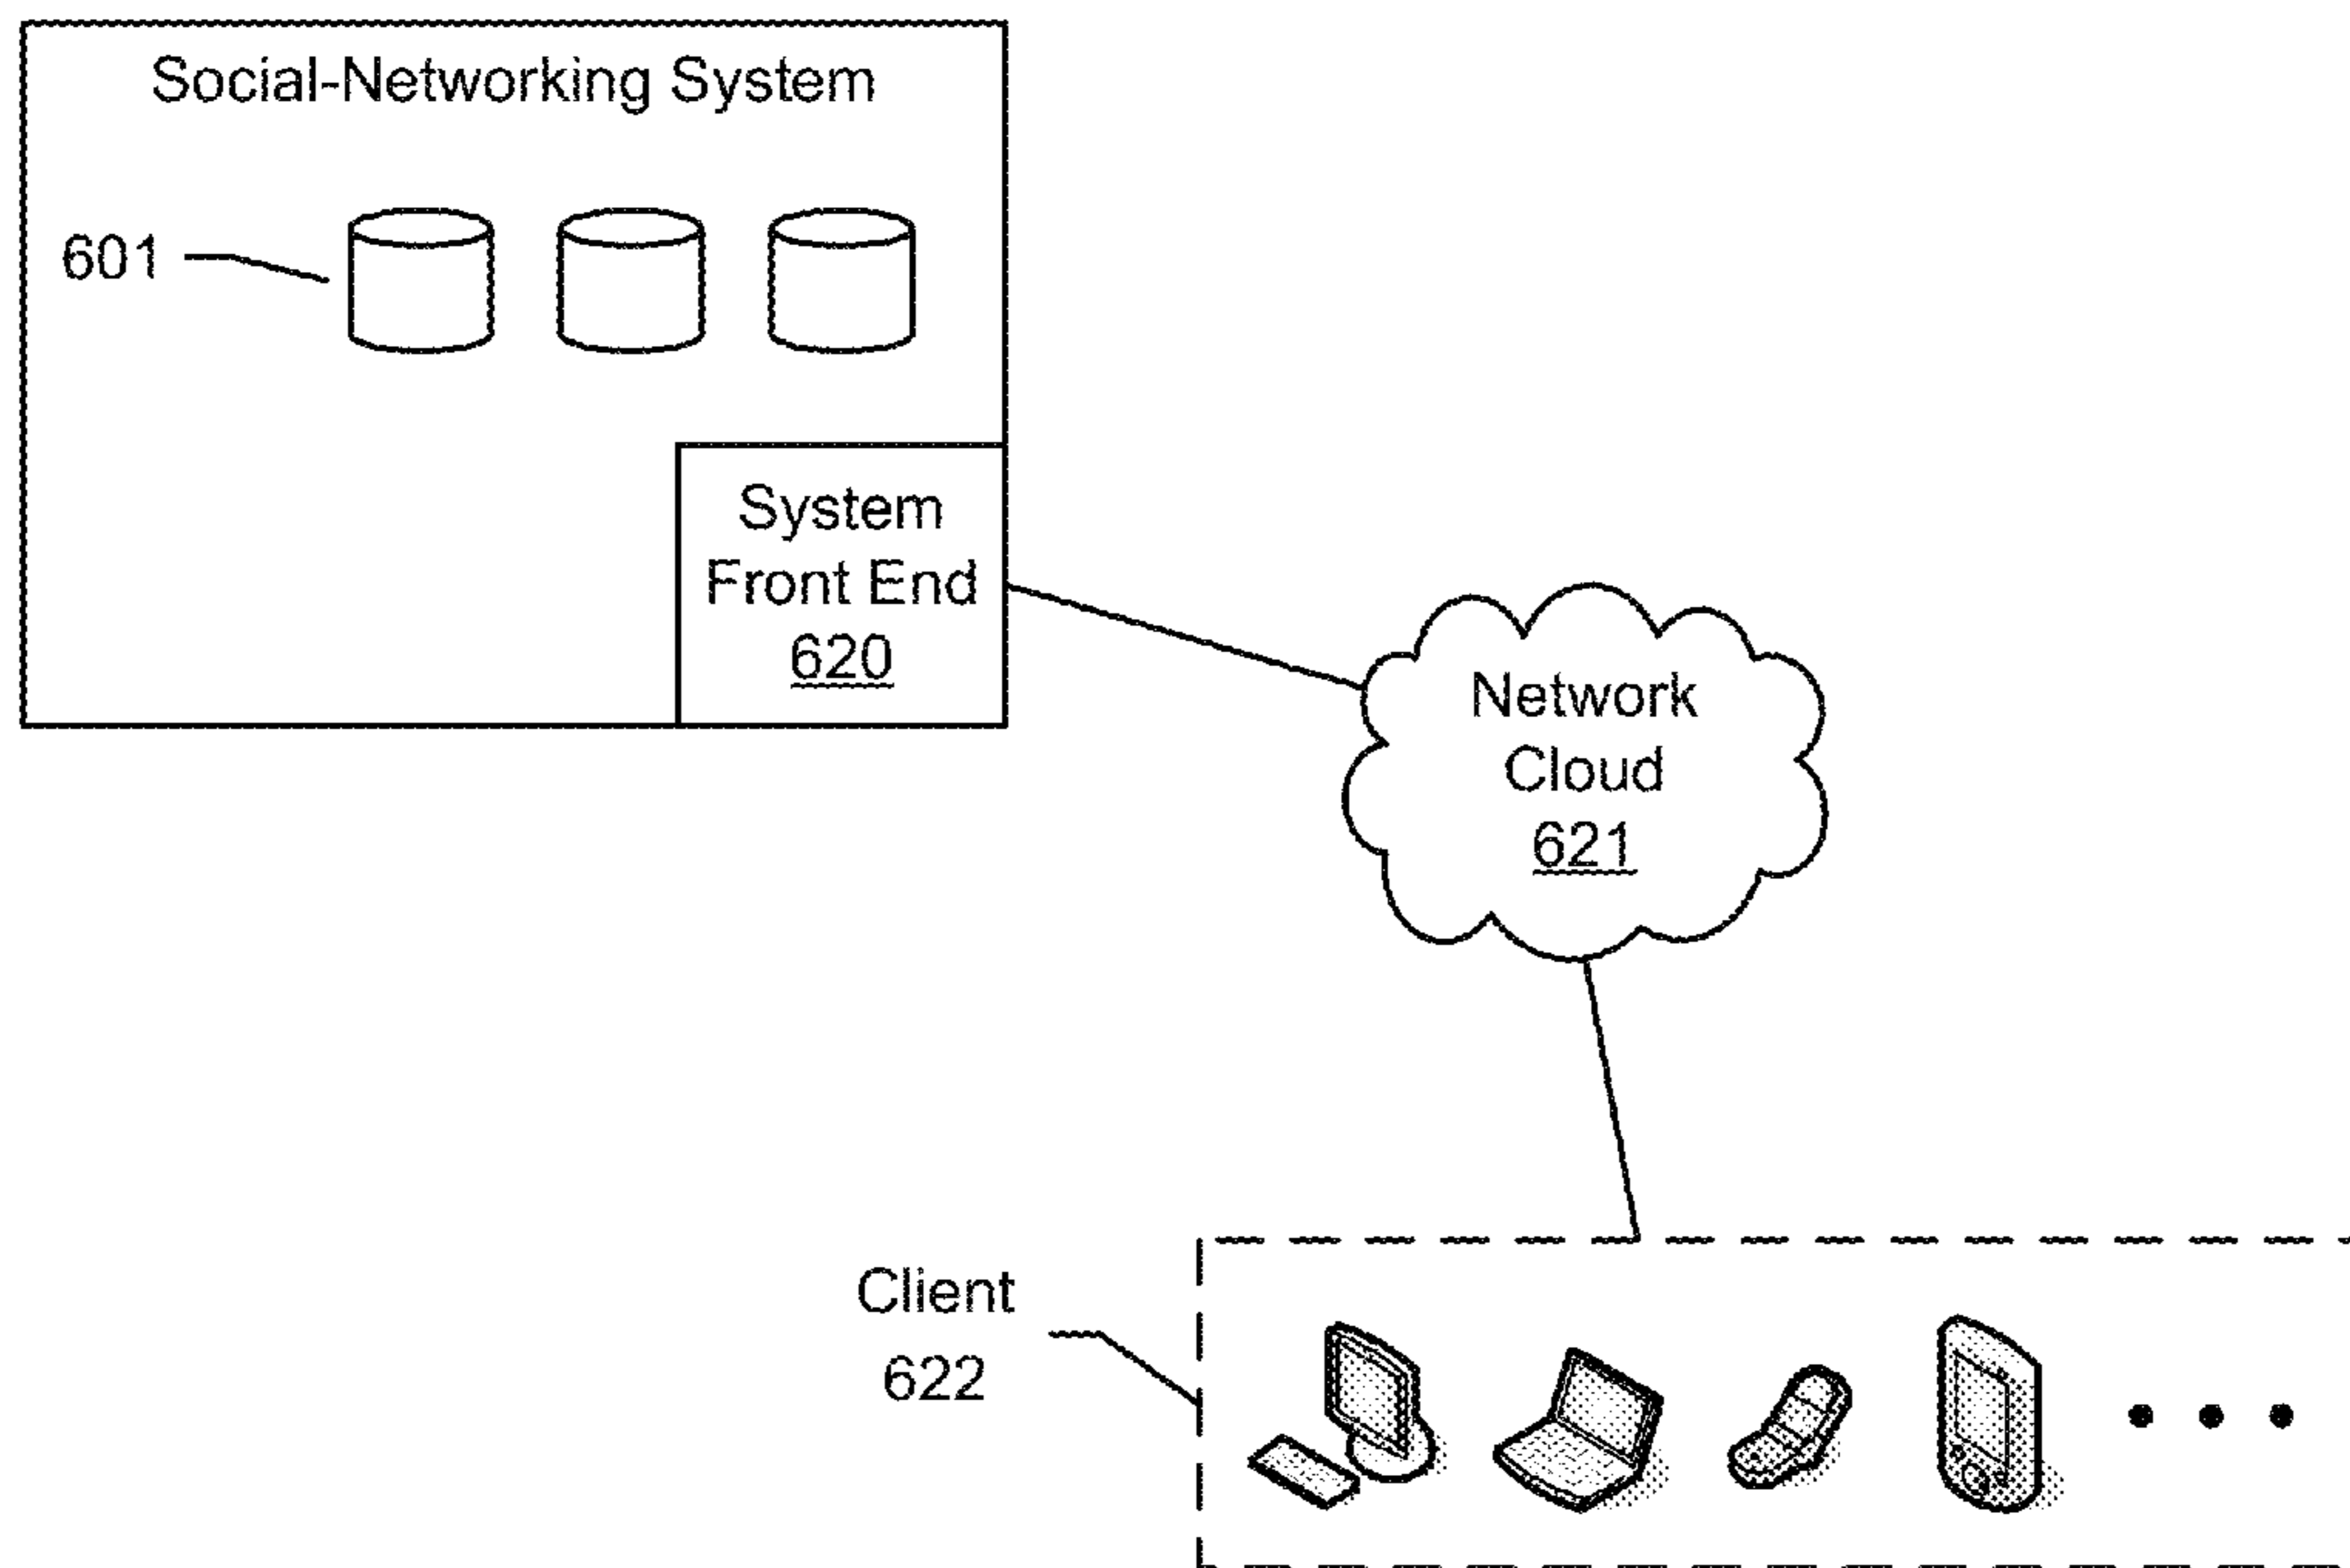 Social-Networking System
601
System
Front End
620
Network
Cloud
621
Client
622